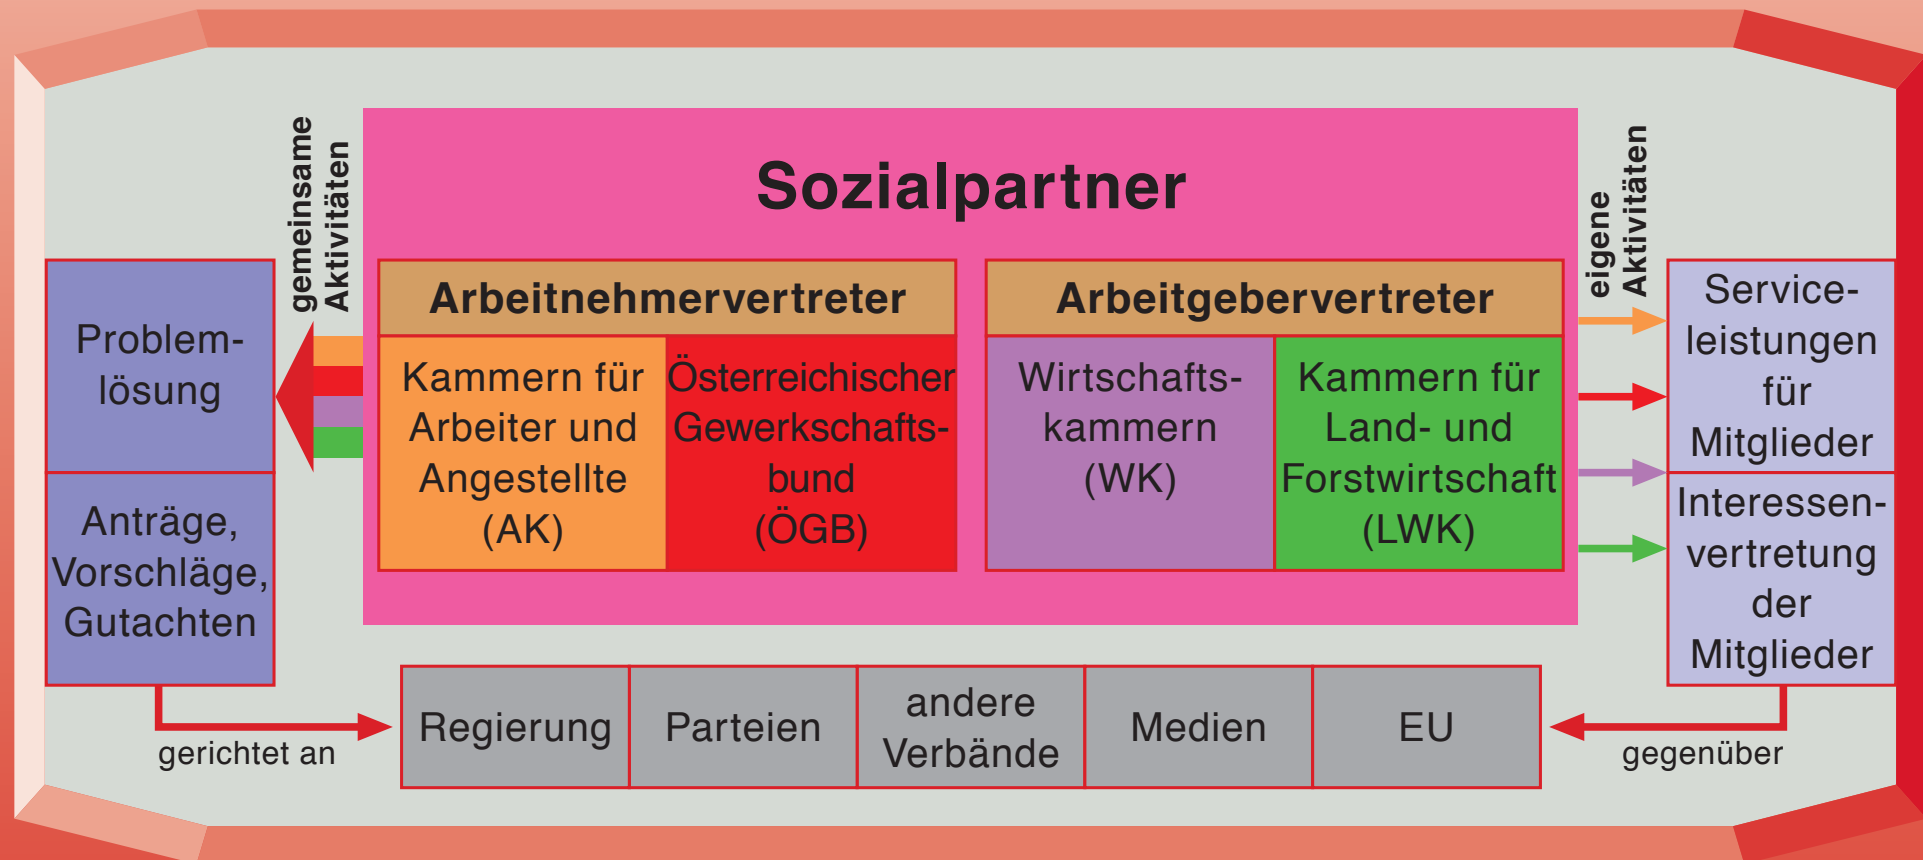 Sozialpartner
gemeinsame
Aktivitäten
eigene
Aktivitäten
Arbeitnehmervertreter
Arbeitgebervertreter
Kammern für
Arbeiter und
Angestellte
(AK)
Österreichischer
Gewerkschafts-
bund
(ÖGB)
Wirtschafts-
kammern
(WK)
Kammern für
Land- und
Forstwirtschaft
(LWK)
Problem-
lösung
Anträge,
Vorschläge,
Gutachten
Service-
leistungen
für
Mitglieder
Interessen-
vertretung
der
Mitglieder
gerichtet an
Regierung
Parteien
andere
Verbände
Medien
EU
gegenüber